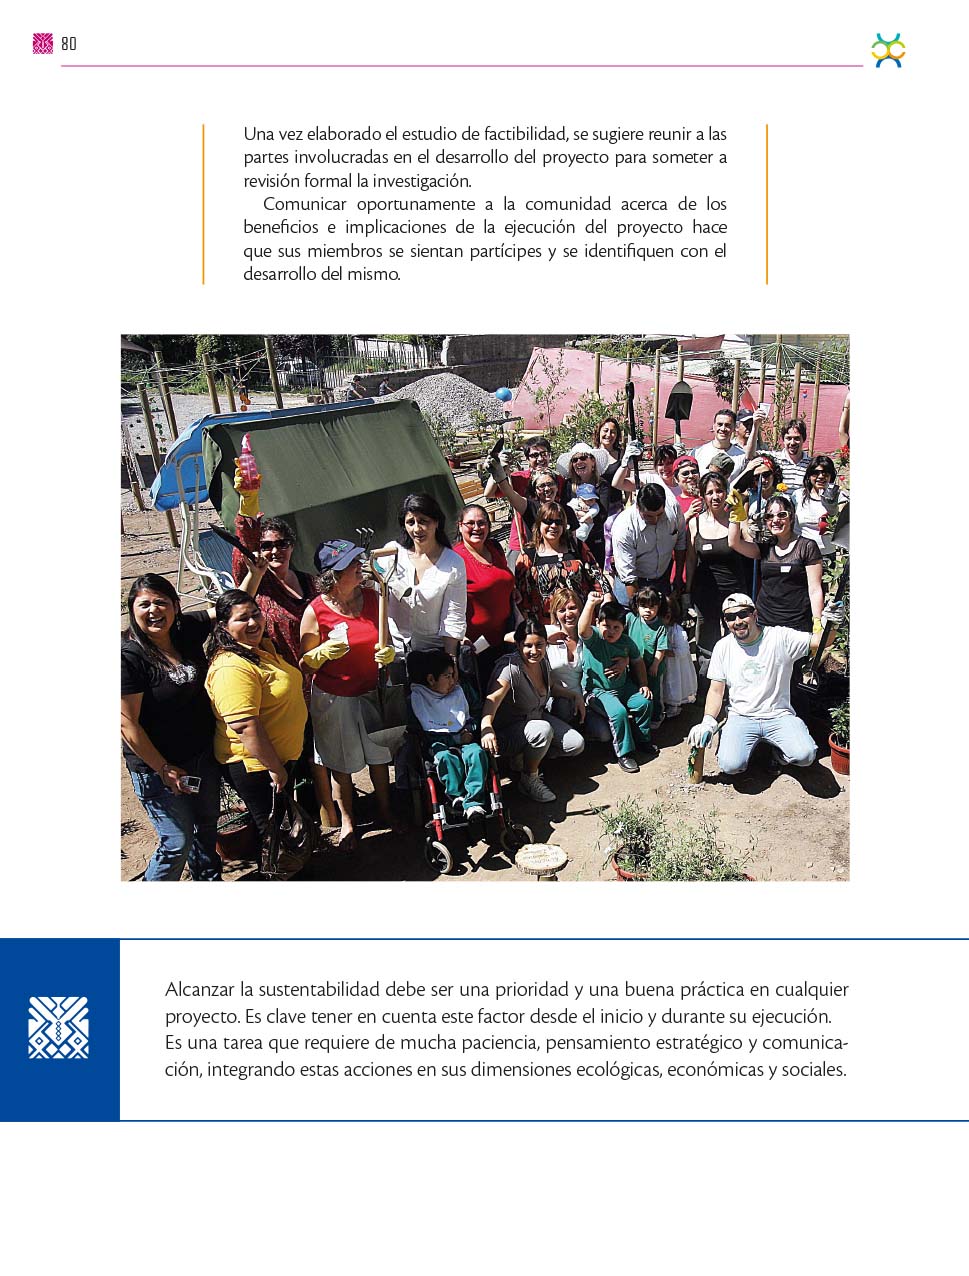 80
Una vez elaborado el estudio de factibilidad, se sugiere reunir a las
partes involucradas en el desarrollo del proyecto para someter a
revisión formal la investigación.
Comunicar oportunamente a la comunidad acerca de los
beneficios e implicaciones de la ejecución del proyecto hace
que sus miembros se sientan partícipes y se identifiquen con el
desarrollo del mismo.
Alcanzar la sustentabilidad debe ser una prioridad y una buena práctica en cualquier
proyecto. Es clave tener en cuenta este factor desde el inicio y durante su ejecución.
Es una tarea que requiere de mucha paciencia, pensamiento estratégico y comunica-
ción, integrando estas acciones en sus dimensiones ecológicas, económicas y sociales.